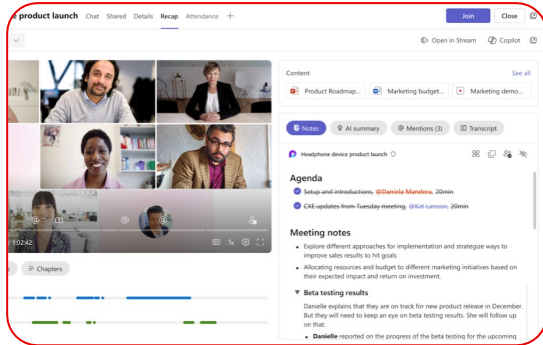 e product launch Chat Shared Details Recap Attendance +
Join Close
Open in Stream Copilot
Content See all
Product Roadmap... Marketing budget... Marketing demo...
Notes AI summary @ Mentions (3) Transcript
Headphone device product launch
Agenda
Setup and introductions, @Daniela Mandera, 20min
CXE updates from Tuesday meeting, @Kat Larsson, 20min
Meeting notes
• Explore different approaches for implementation and strategize ways to
improve sales results to hit goals
• Allocating resources and budget to different marketing initiatives based on
their expected impact and return on investment.
Beta testing results
Danielle explains that they are on track for new product release in December.
But they will need to keep an eye on beta testing results. She will follow up
on that.
• Danielle reported on the progress of the beta testing for the upcoming
/ 1:02:42 1x
Chapters